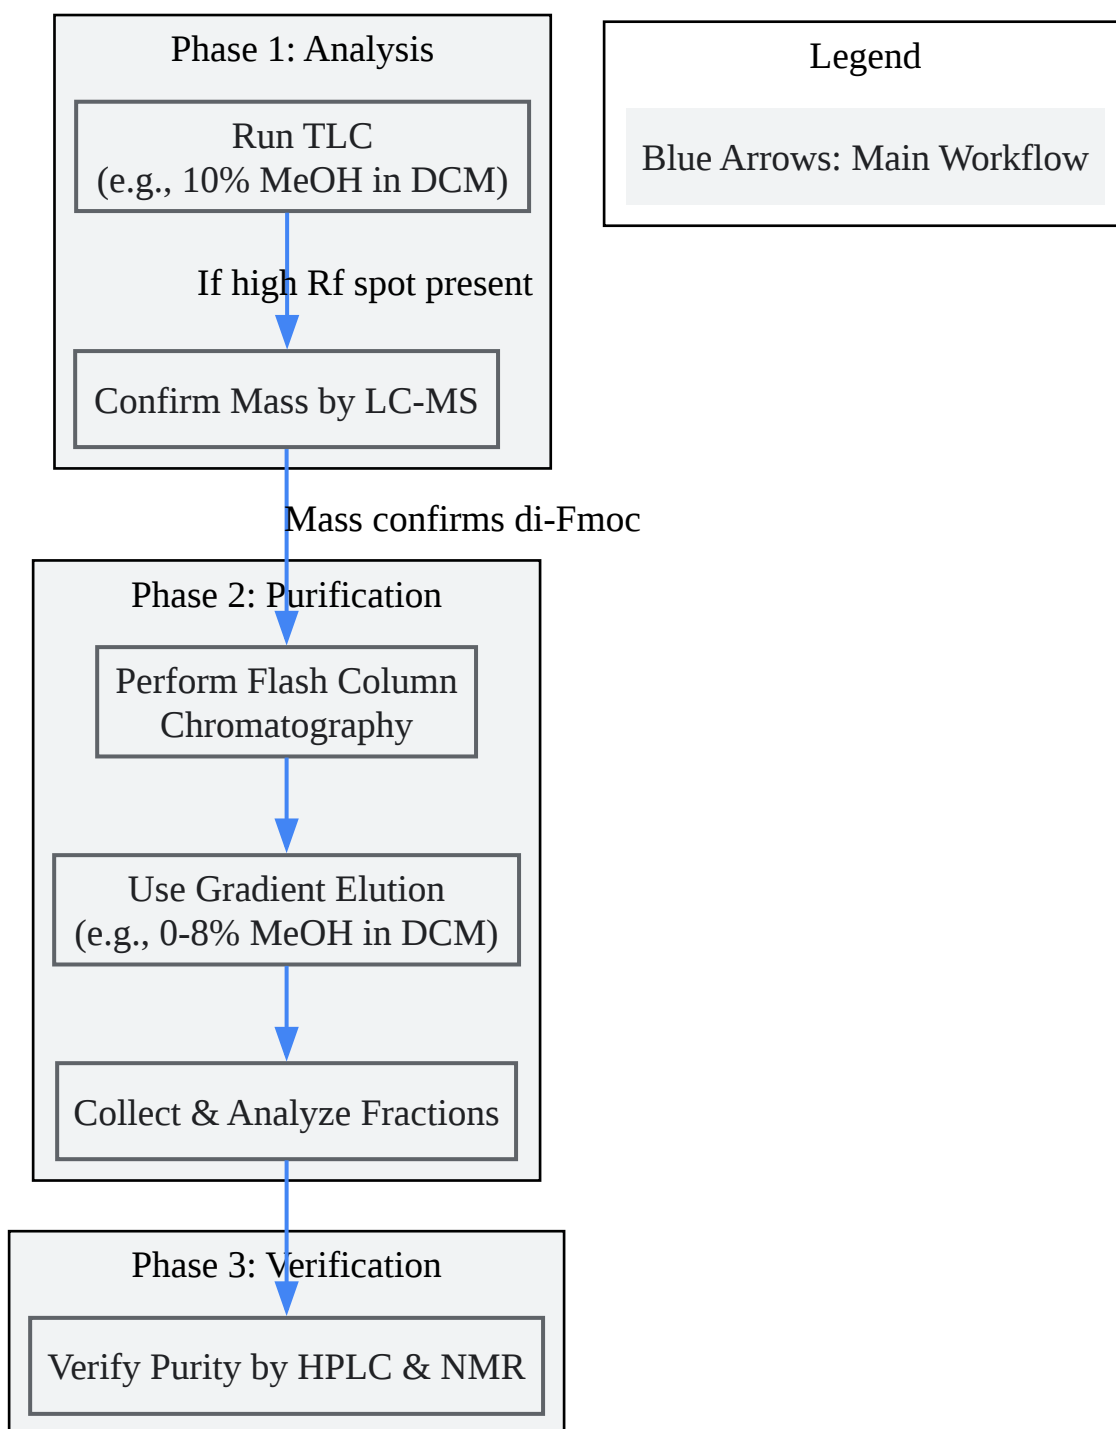 Phase 1: Analysis
Run TLC
(e.g., 10% MeOH in DCM)
If high Rf spot present
Confirm Mass by LC-MS
Mass confirms di-Fmoc
Phase 2: Purification
Perform Flash Column
Chromatography
Use Gradient Elution
(e.g., 0-8% MeOH in DCM)
Collect & Analyze Fractions
Phase 3: Verification
Verify Purity by HPLC & NMR
Legend
Blue Arrows: Main Workflow